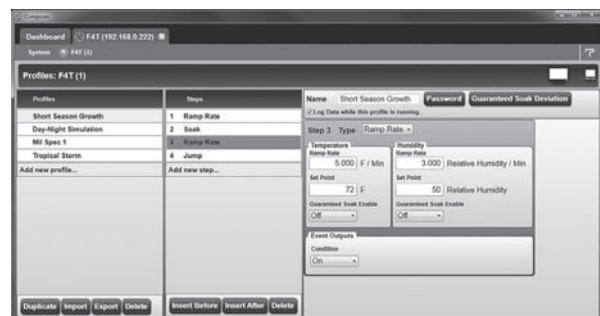 Composer
Dashboard F4T (192.168.0.222)
System F4T (1)
?
Profiles: F4T (1)
Profiles
Short Season Growth
Day-Night Simulation
Mil Spec 1
Tropical Storm
Add new profile...
Steps
1 Ramp Rate
2 Soak
3 Ramp Rate
4 Jump
Add new step...
Name Short Season Growth Password Guaranteed Soak Deviation
Log Data while this profile is running.
Step 3 Type Ramp Rate
Temperature
Ramp Rate
5.000 F / Min
Set Point
72 F
Guaranteed Soak Enable
Off
Humidity
Ramp Rate
3.000 Relative Humidity / Min
Set Point
50 Relative Humidity
Guaranteed Soak Enable
Off
Event Outputs
Condition
On
Duplicate Import Export Delete
Insert Before Insert After Delete